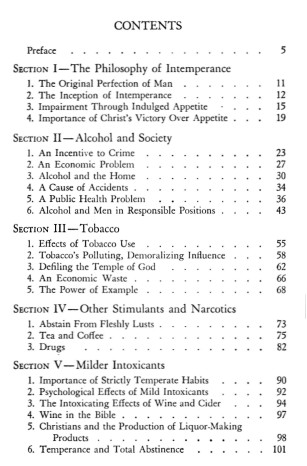 CONTENTS
Preface . . . . . . . . . . . . . . . . 5
SECTION I—The Philosophy of Intemperance
1. The Original Perfection of Man . . . . . . . 11
2. The Inception of Intemperance . . . . . . . 12
3. Impairment Through Indulged Appetite . . . . 15
4. Importance of Christ's Victory Over Appetite . . . 19
SECTION II—Alcohol and Society
1. An Incentive to Crime . . . . . . . . . 23
2. An Economic Problem . . . . . . . . . 27
3. Alcohol and the Home . . . . . . . . . 30
4. A Cause of Accidents . . . . . . . . . 34
5. A Public Health Problem . . . . . . . . 36
6. Alcohol and Men in Responsible Positions . . . . 43
SECTION III—Tobacco
1. Effects of Tobacco Use . . . . . . . . . 55
2. Tobacco's Polluting, Demoralizing Influence . . . . 58
3. Defiling the Temple of God . . . . . . . . 62
4. An Economic Waste . . . . . . . . . . 66
5. The Power of Example . . . . . . . . . 68
SECTION IV—Other Stimulants and Narcotics
1. Abstain From Fleshly Lusts . . . . . . . . 73
2. Tea and Coffee . . . . . . . . . . . 75
3. Drugs . . . . . . . . . . . . . . 82
SECTION V—Milder Intoxicants
1. Importance of Strictly Temperate Habits . . . . 90
2. Psychological Effects of Mild Intoxicants . . . . 92
3. The Intoxicating Effects of Wine and Cider . . . . 94
4. Wine in the Bible . . . . . . . . . . 97
5. Christians and the Production of Liquor-Making
Products . . . . . . . . . . . . 98
6. Temperance and Total Abstinence . . . . . . 101